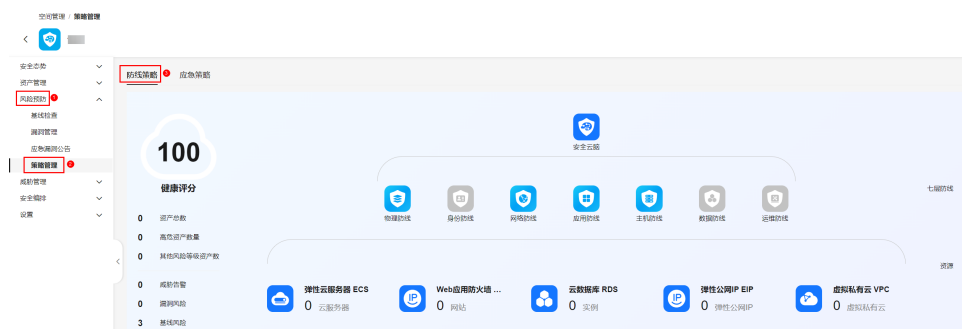 空间管理 / 策略管理
安全态势
资产管理
风险预防 1
基线检查
漏洞管理
应急漏洞公告
策略管理 2
威胁管理
安全编排
设置
防线策略 3 应急策略
100
健康评分
0 资产总数
0 高危资产数量
0 其他风险等级资产数
0 威胁告警
0 漏洞风险
3 基线风险
安全云脑
物理防线 身份防线 网络防线 应用防线 主机防线 数据防线 运维防线
七层防线
资源
弹性云服务器 ECS
0 云服务器
Web应用防火墙 ...
0 网站
云数据库 RDS
0 实例
弹性公网IP EIP
0 弹性公网IP
虚拟私有云 VPC
0 虚拟私有云